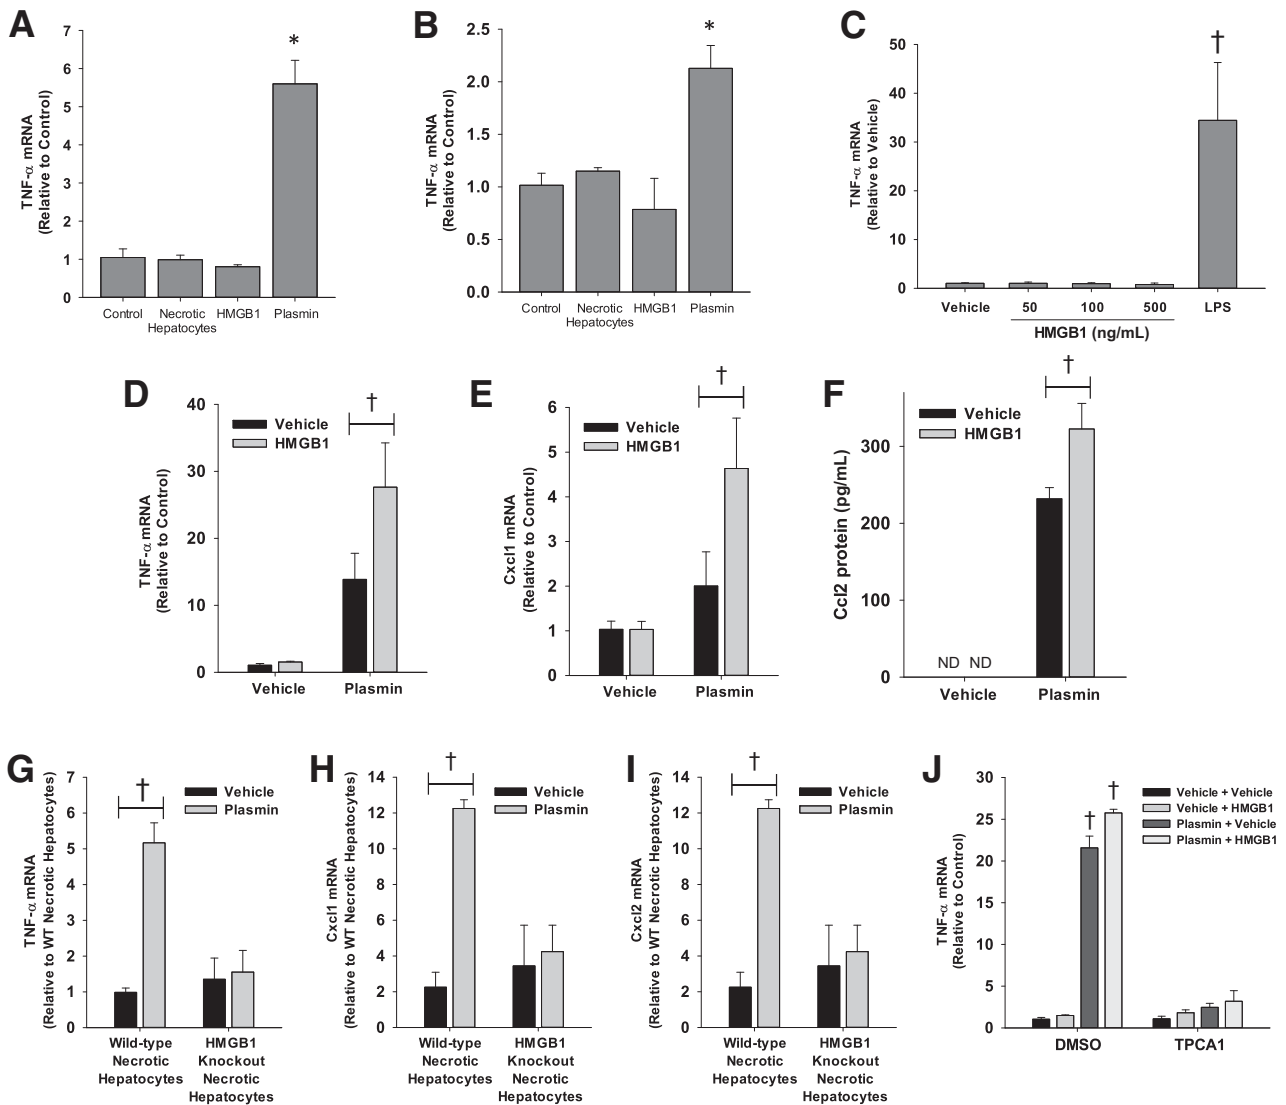 A
TNF-α mRNA
(Relative to Control)
7
6
5
4
3
2
1
0
*
Control
Necrotic
Hepatocytes
HMGB1
Plasmin
B
TNF-α mRNA
(Relative to Control)
2.5
2.0
1.5
1.0
0.5
0.0
*
Control
Necrotic
Hepatocytes
HMGB1
Plasmin
C
TNF-α mRNA
(Relative to Vehicle)
50
40
30
20
10
0
†
Vehicle
50
100
500
LPS
HMGB1 (ng/mL)
D
TNF-α mRNA
(Relative to Control)
40
30
20
10
0
Vehicle
HMGB1
†
Vehicle
Plasmin
E
Cxcl1 mRNA
(Relative to Control)
6
5
4
3
2
1
0
Vehicle
HMGB1
†
Vehicle
Plasmin
F
Ccl2 protein (pg/mL)
300
200
100
0
Vehicle
HMGB1
†
ND ND
Vehicle
Plasmin
G
TNF-α mRNA
(Relative to WT Necrotic Hepatocytes)
7
6
5
4
3
2
1
0
†
Vehicle
Plasmin
Wild-type
Necrotic
Hepatocytes
HMGB1
Knockout
Necrotic
Hepatocytes
H
Cxcl1 mRNA
(Relative to WT Necrotic Hepatocytes)
14
12
10
8
6
4
2
0
†
Vehicle
Plasmin
Wild-type
Necrotic
Hepatocytes
HMGB1
Knockout
Necrotic
Hepatocytes
I
Cxcl2 mRNA
(Relative to WT Necrotic Hepatocytes)
14
12
10
8
6
4
2
0
†
Vehicle
Plasmin
Wild-type
Necrotic
Hepatocytes
HMGB1
Knockout
Necrotic
Hepatocytes
J
TNF-α mRNA
(Relative to Control)
30
25
20
15
10
5
0
†
†
Vehicle + Vehicle
Vehicle + HMGB1
Plasmin + Vehicle
Plasmin + HMGB1
DMSO
TPCA1